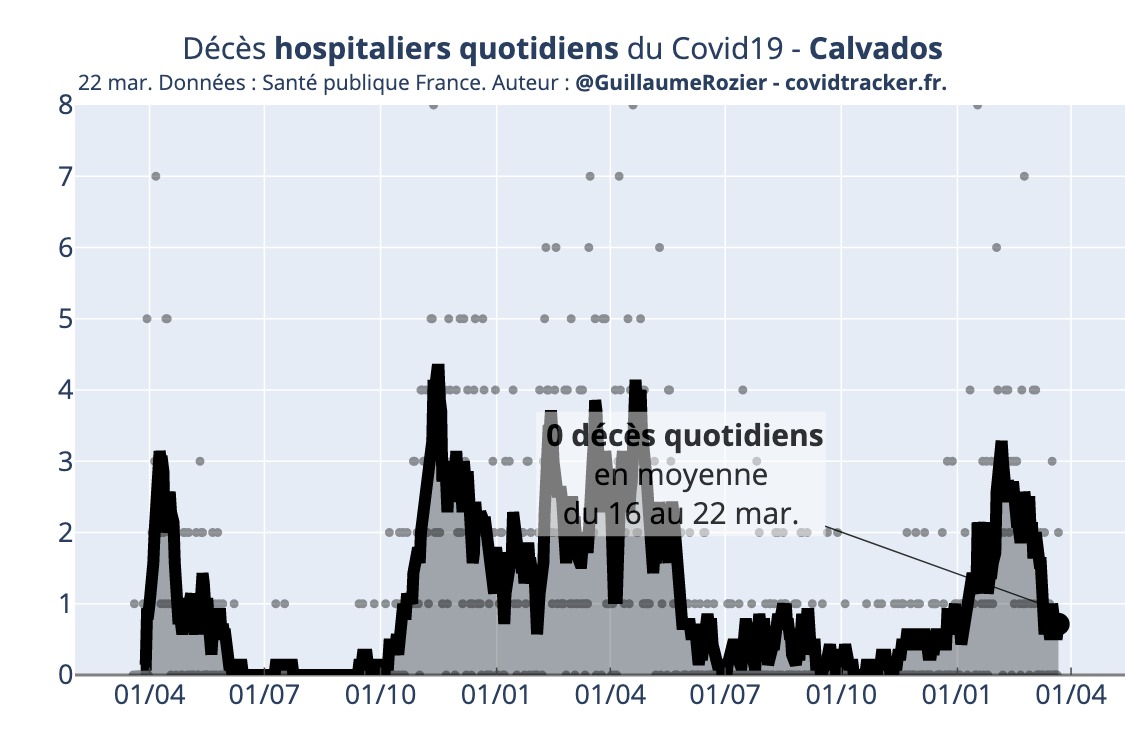 Décès hospitaliers quotidiens du Covid19 - Calvados
22 mar. Données : Santé publique France. Auteur : @GuillaumeRozier - covidtracker.fr.
8
7
6
5
4
3
2
1
0
0 décès quotidiens
en moyenne
du 16 au 22 mar.
01/04 01/07 01/10 01/01 01/04 01/07 01/10 01/01 01/04